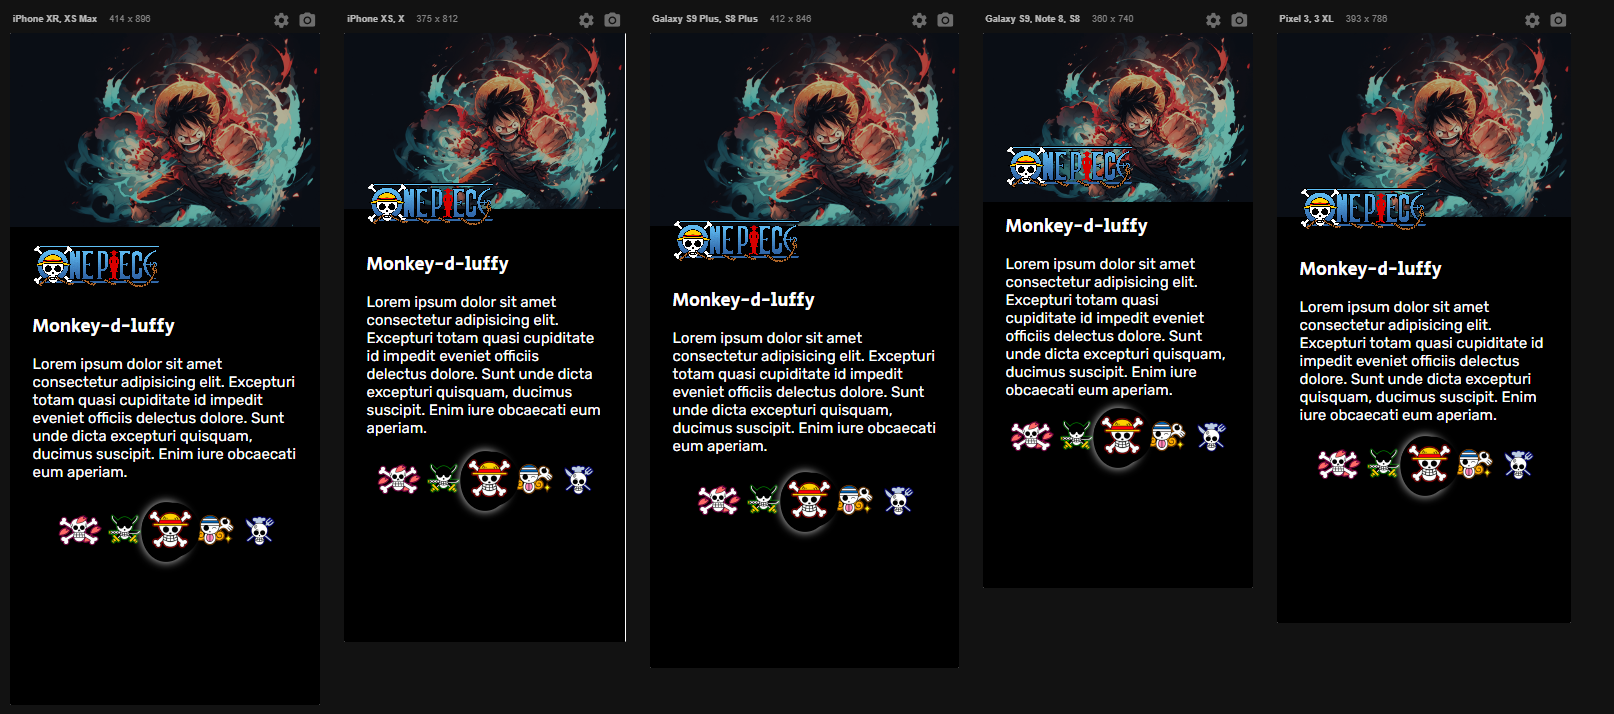 iPhone XR, XS Max 414 x 896
ONE PIECE
Monkey-d-luffy
Lorem ipsum dolor sit amet
consectetur adipisicing elit. Excepturi
totam quasi cupiditate id impedit
eveniet officiis delectus dolore. Sunt
unde dicta excepturi quisquam,
ducimus suscipit. Enim iure obcaecati
eum aperiam.
iPhone XS, X 375 x 812
ONE PIECE
Monkey-d-luffy
Lorem ipsum dolor sit amet
consectetur adipisicing elit.
Excepturi totam quasi cupiditate
id impedit eveniet officiis
delectus dolore. Sunt unde dicta
excepturi quisquam, ducimus
suscipit. Enim iure obcaecati eum
aperiam.
Galaxy S9 Plus, S8 Plus 412 x 846
ONE PIECE
Monkey-d-luffy
Lorem ipsum dolor sit amet
consectetur adipisicing elit. Excepturi
totam quasi cupiditate id impedit
eveniet officiis delectus dolore. Sunt
unde dicta excepturi quisquam,
ducimus suscipit. Enim iure obcaecati
eum aperiam.
Galaxy S9, Note 8, S8 360 x 740
ONE PIECE
Monkey-d-luffy
Lorem ipsum dolor sit amet
consectetur adipisicing elit.
Excepturi totam quasi
cupiditate id impedit eveniet
officiis delectus dolore. Sunt
unde dicta excepturi quisquam,
ducimus suscipit. Enim iure
obcaecati eum aperiam.
Pixel 3, 3 XL 393 x 786
ONE PIECE
Monkey-d-luffy
Lorem ipsum dolor sit amet
consectetur adipisicing elit.
Excepturi totam quasi cupiditate id
impedit eveniet officiis delectus
dolore. Sunt unde dicta excepturi
quisquam, ducimus suscipit. Enim
iure obcaecati eum aperiam.